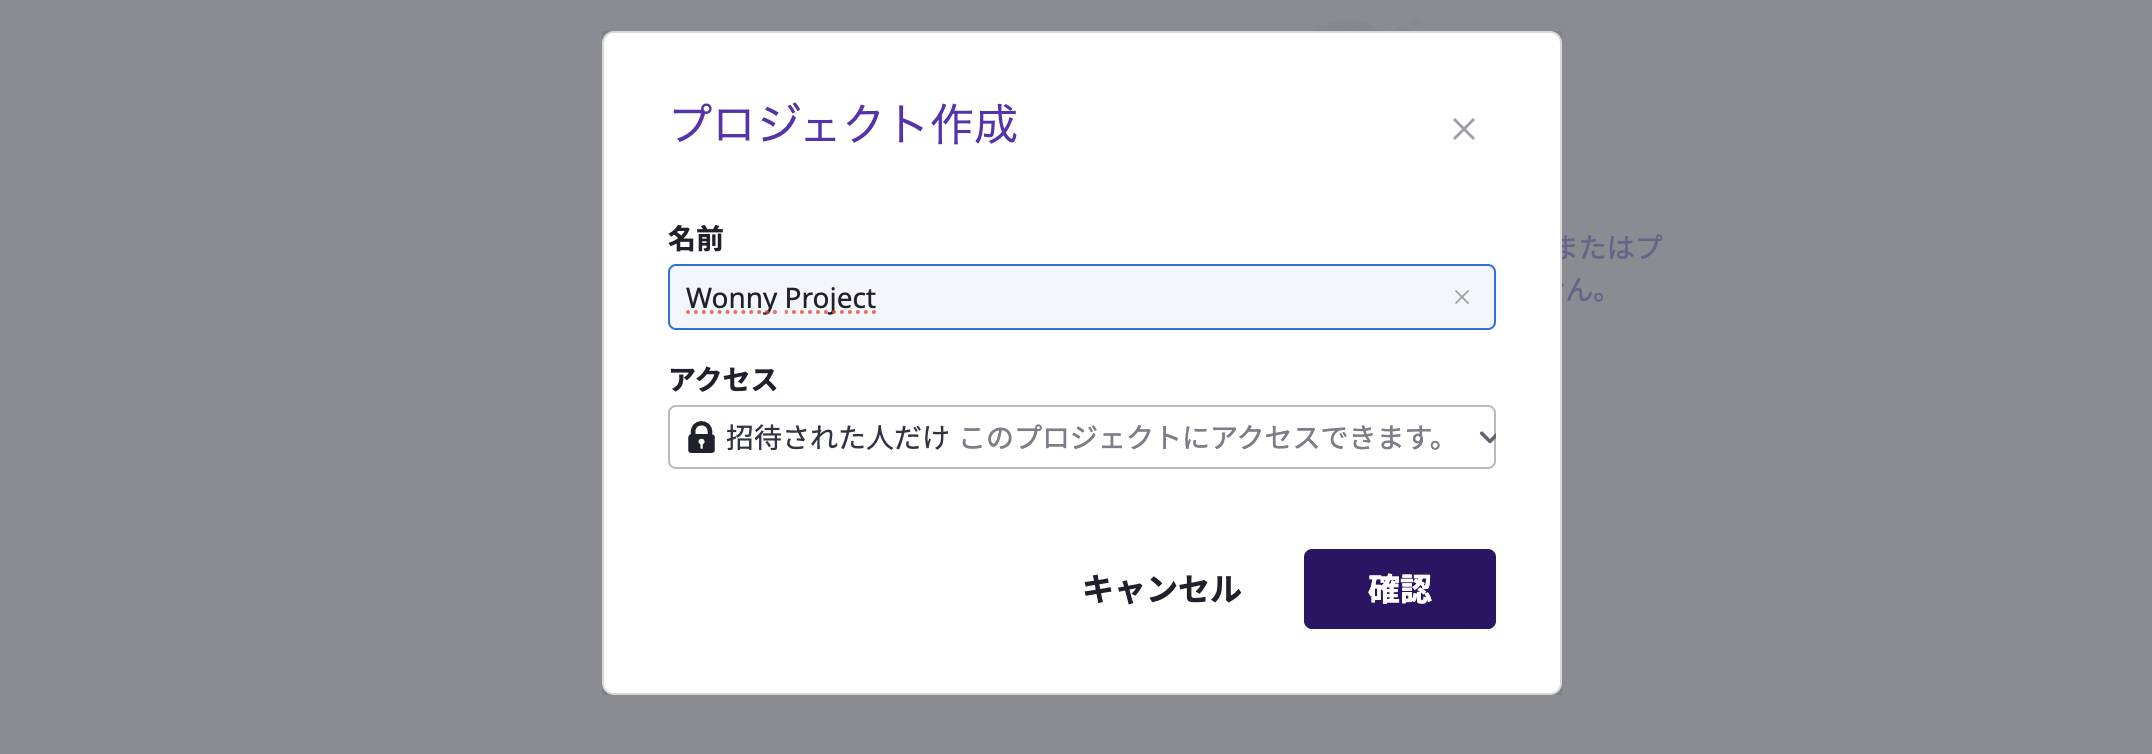 プロジェクト作成
名前
Wonny Project
アクセス
招待された人だけ このプロジェクトにアクセスできます。
キャンセル
確認
またはプ
ん。